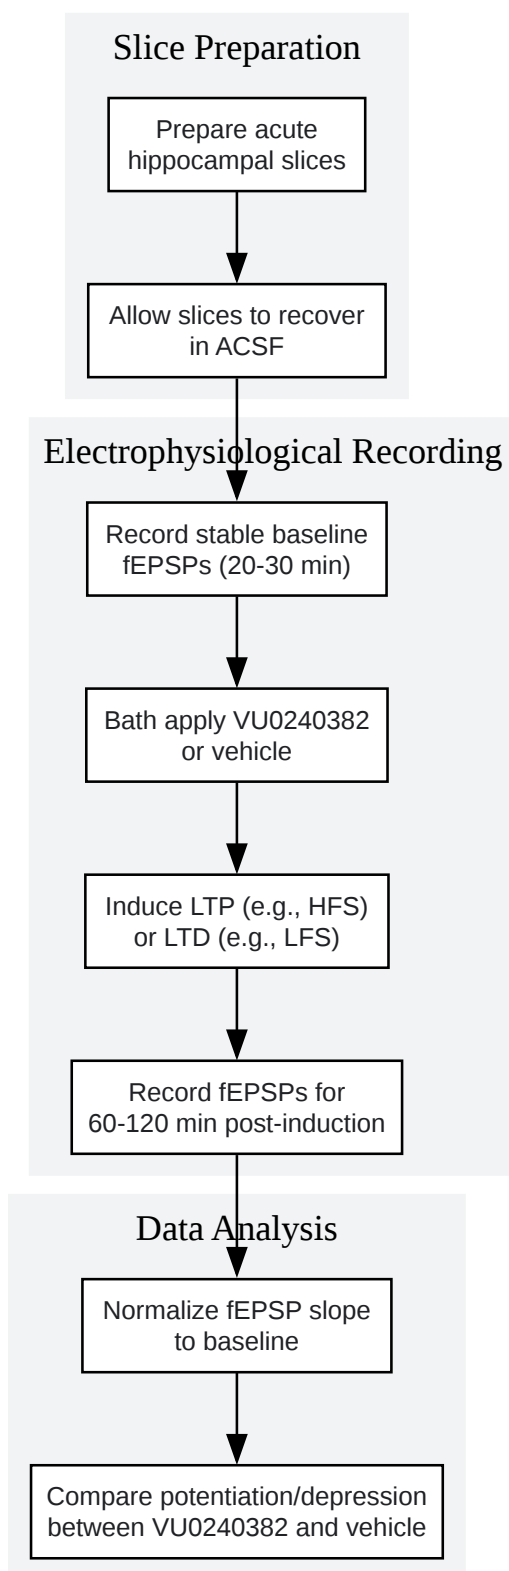 Slice Preparation
Prepare acute
hippocampal slices
Allow slices to recover
in ACSF
Electrophysiological Recording
Record stable baseline
fEPSPs (20-30 min)
Bath apply VU0240382
or vehicle
Induce LTP (e.g., HFS)
or LTD (e.g., LFS)
Record fEPSPs for
60-120 min post-induction
Data Analysis
Normalize fEPSP slope
to baseline
Compare potentiation/depression
between VU0240382 and vehicle